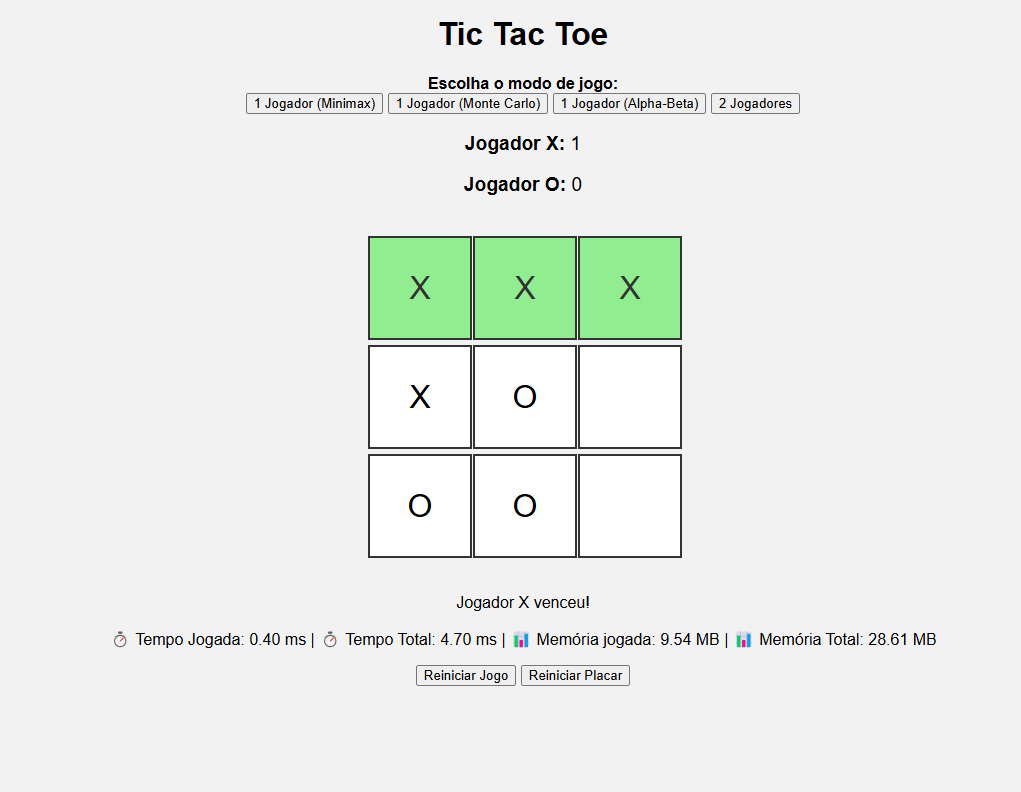 Tic Tac Toe
Escolha o modo de jogo:
1 Jogador (Minimax) 1 Jogador (Monte Carlo) 1 Jogador (Alpha-Beta) 2 Jogadores
Jogador X: 1
Jogador O: 0
X X X
X O
O O
Jogador X venceu!
⏱ Tempo Jogada: 0.40 ms | ⏱ Tempo Total: 4.70 ms | 📊 Memória jogada: 9.54 MB | 📊 Memória Total: 28.61 MB
Reiniciar Jogo Reiniciar Placar